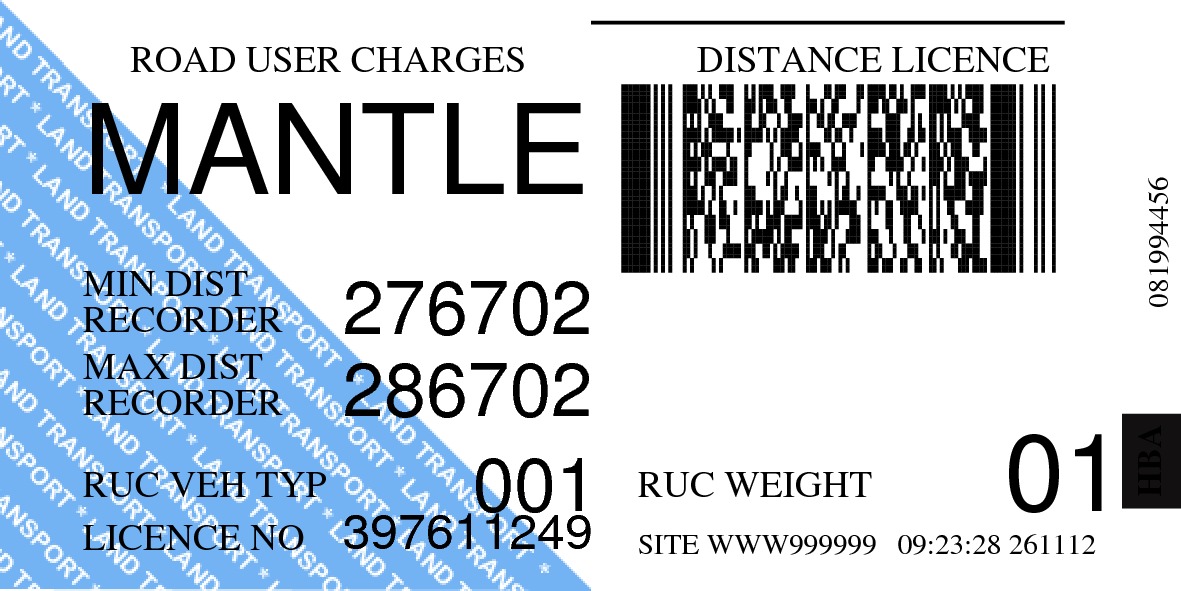 ROAD USER CHARGES
MANTLE
MIN DIST
RECORDER 276702
MAX DIST
RECORDER 286702
RUC VEH TYP 001
LICENCE NO 397611249
DISTANCE LICENCE
RUC WEIGHT 01
SITE WWW999999 09:23:28 261112
081994456
HBA
LAND TRANSPORT * LAND TRANSPORT * LAND TRANSPORT *